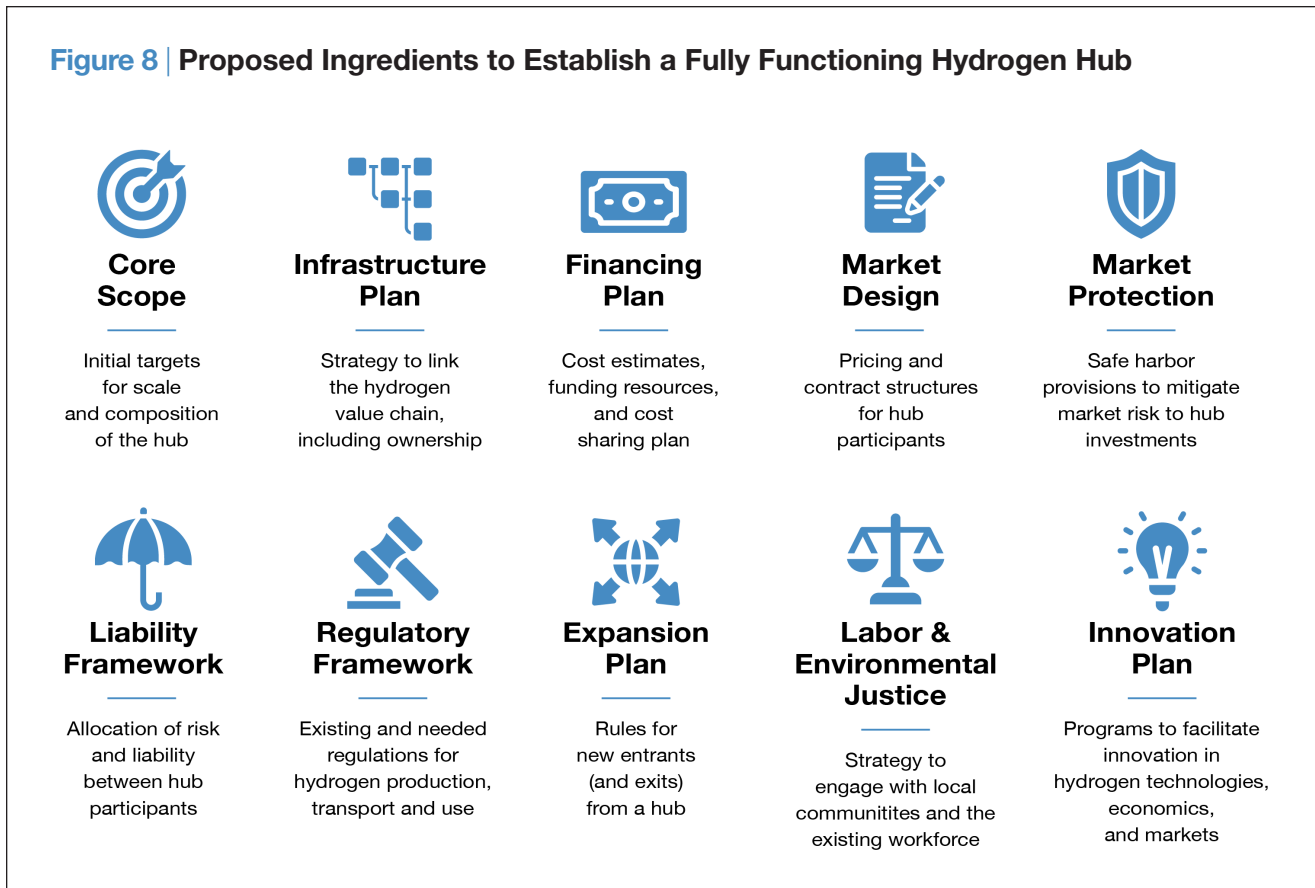 Figure 8 | Proposed Ingredients to Establish a Fully Functioning Hydrogen Hub
Core
Scope
Initial targets
for scale
and composition
of the hub
Infrastructure
Plan
Strategy to link
the hydrogen
value chain,
including ownership
Financing
Plan
Cost estimates,
funding resources,
and cost
sharing plan
Market
Design
Pricing and
contract structures
for hub
participants
Market
Protection
Safe harbor
provisions to mitigate
market risk to hub
investments
Liability
Framework
Allocation of risk
and liability
between hub
participants
Regulatory
Framework
Existing and needed
regulations for
hydrogen production,
transport and use
Expansion
Plan
Rules for
new entrants
(and exits)
from a hub
Labor &
Environmental
Justice
Strategy to
engage with local
communitites and the
existing workforce
Innovation
Plan
Programs to facilitate
innovation in
hydrogen technologies,
economics,
and markets